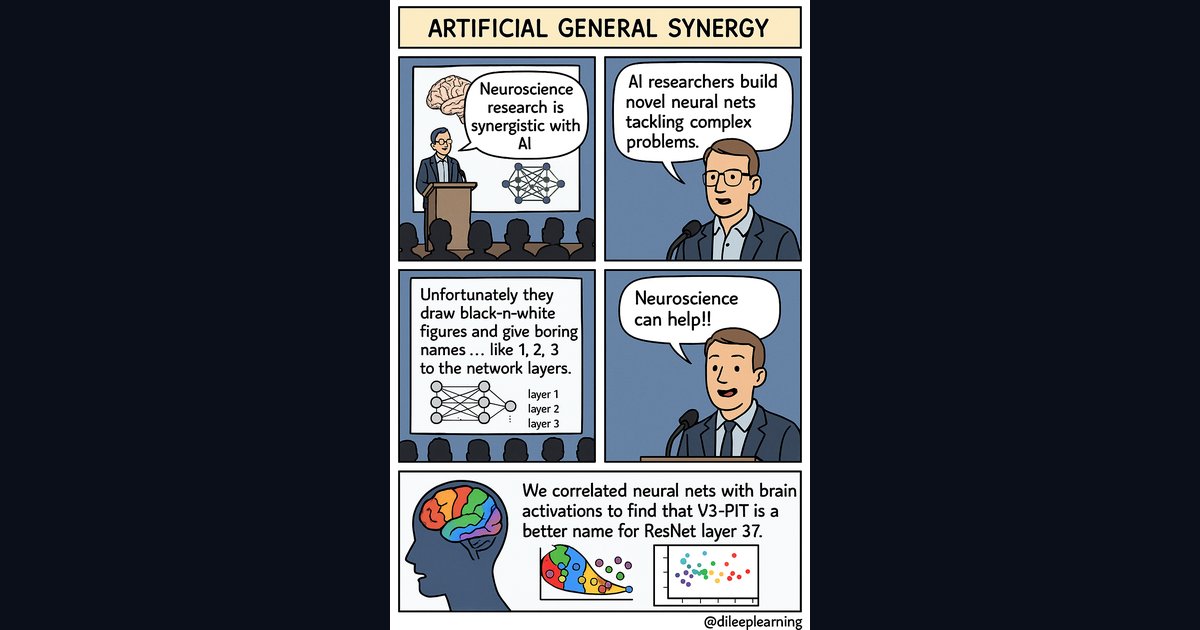 ARTIFICIAL GENERAL SYNERGY
Neuroscience
research is
synergistic with
AI
AI researchers build
novel neural nets
tackling complex
problems.
Unfortunately they
draw black-n-white
figures and give boring
names... like 1, 2, 3
to the network layers.
layer 1
layer 2
layer 3
Neuroscience
can help!!
We correlated neural nets with brain
activations to find that V3-PIT is a
better name for ResNet layer 37.
@dileeplearning